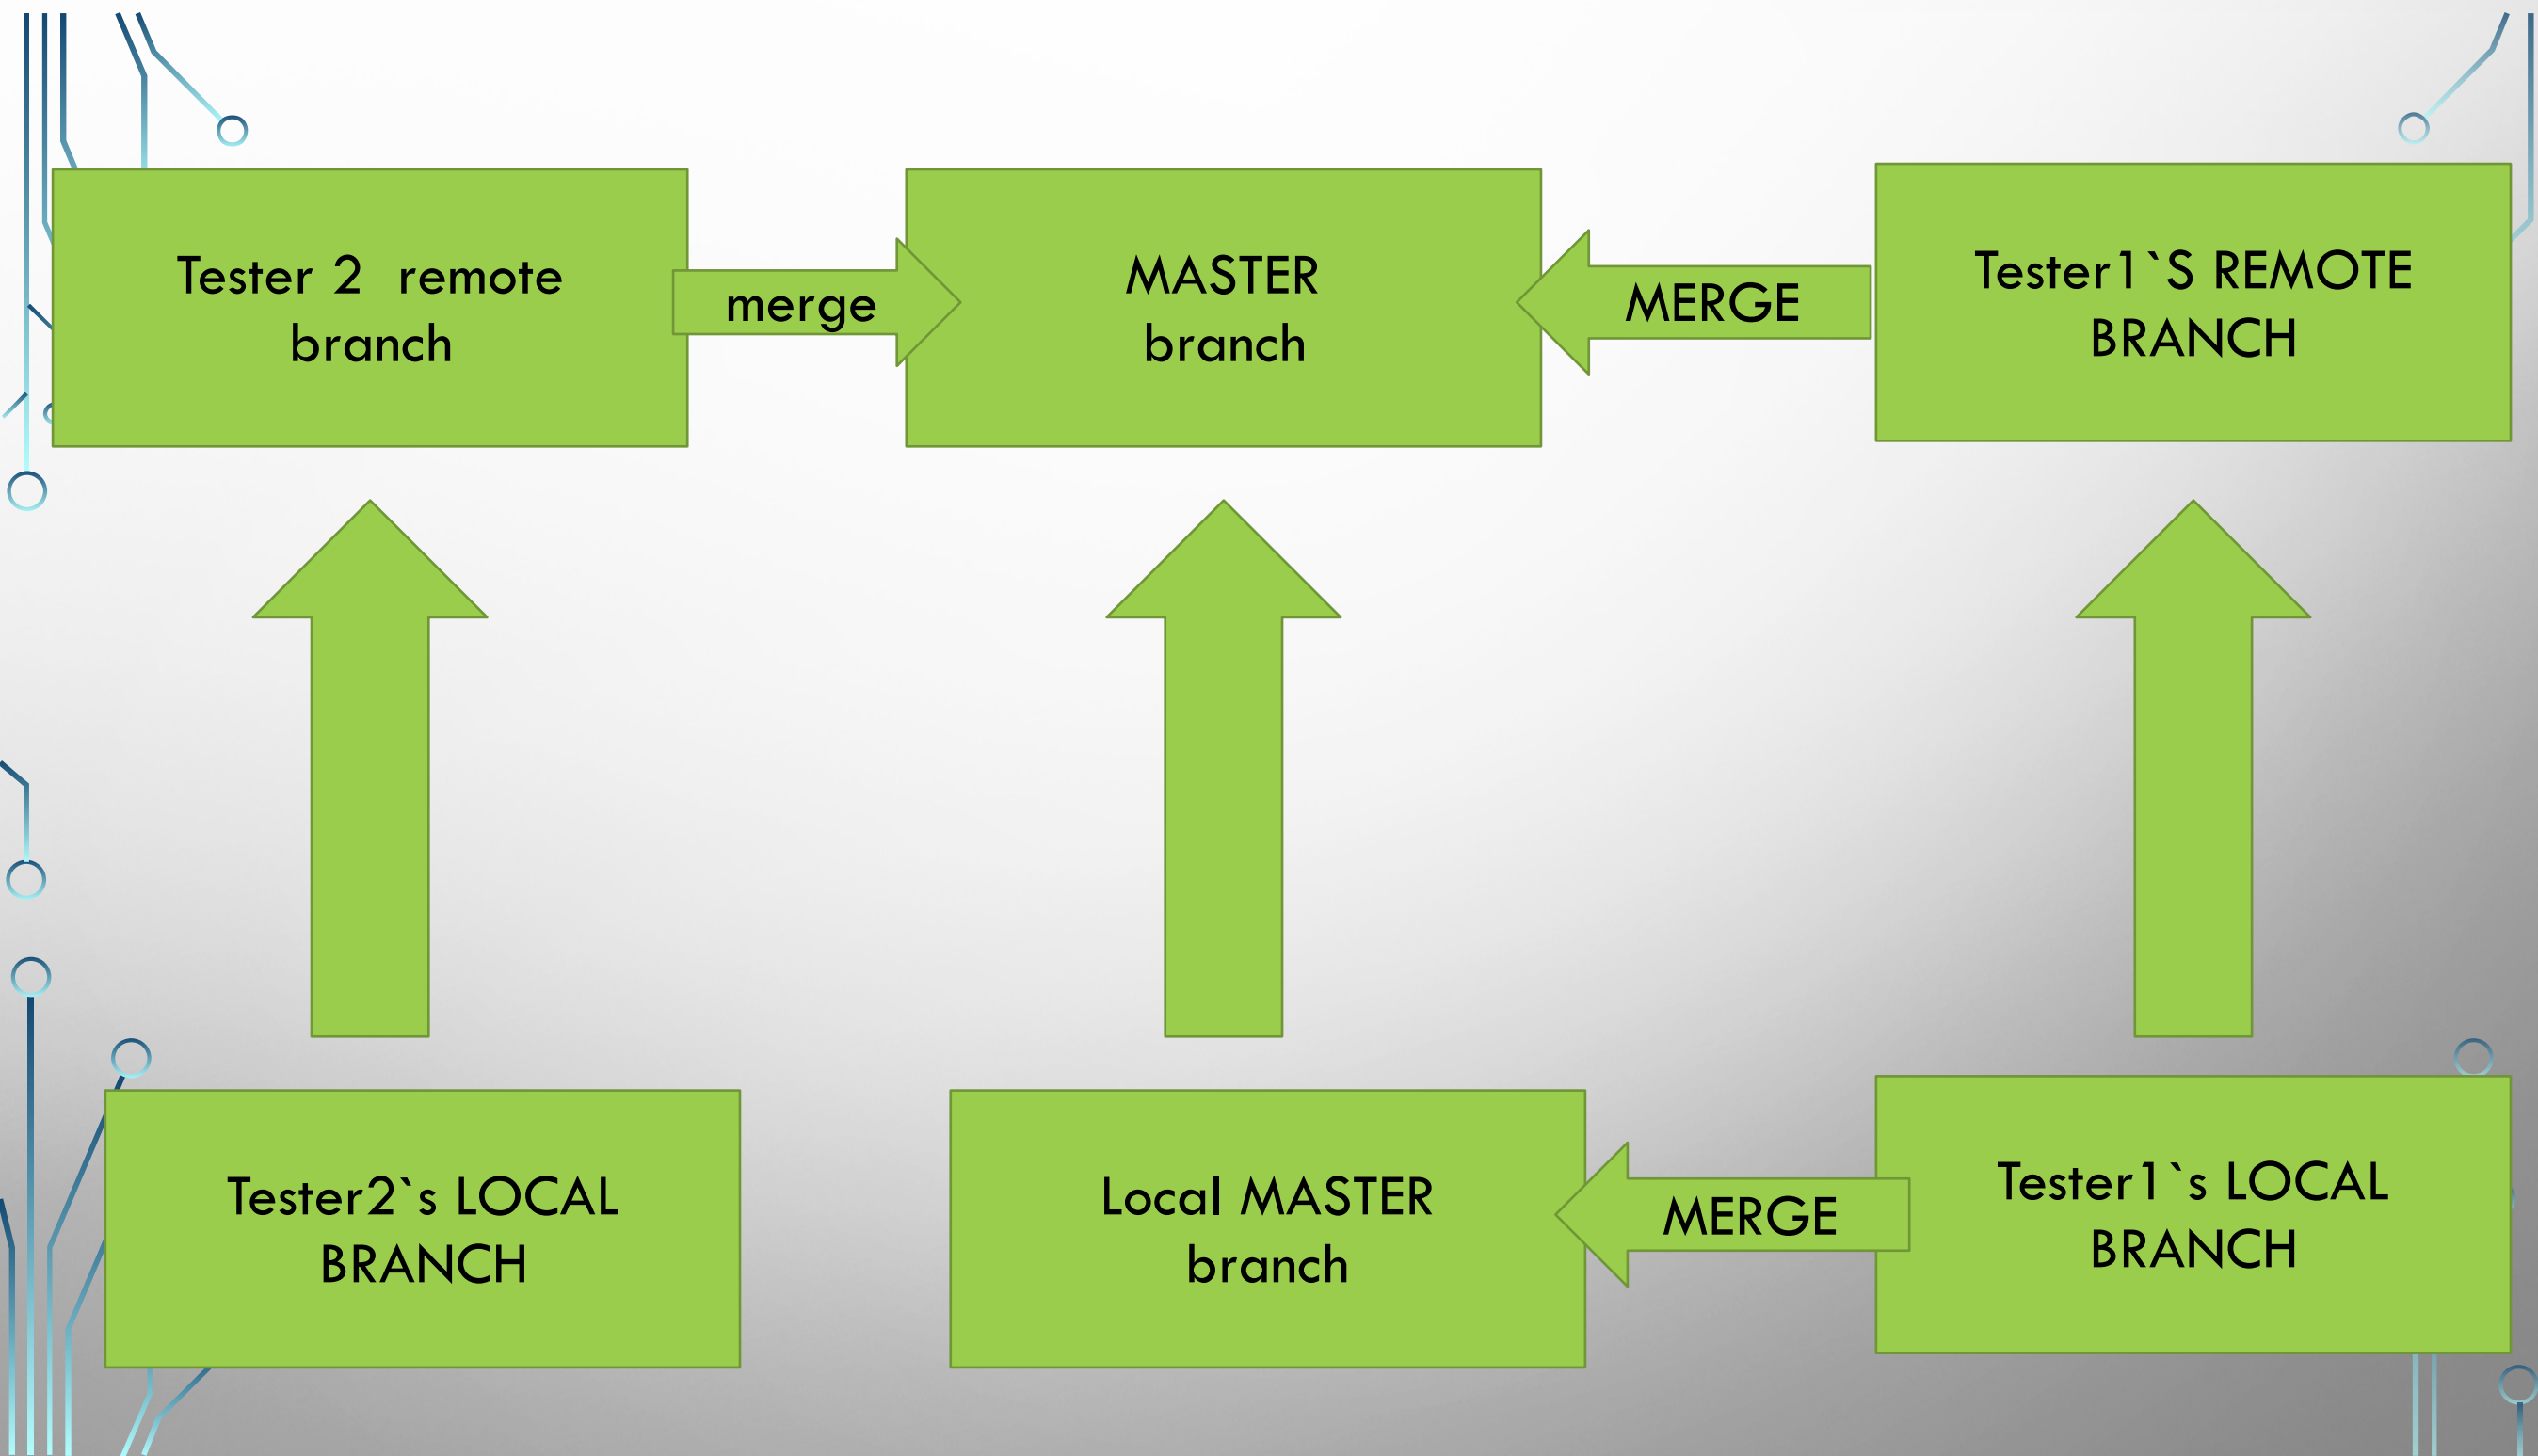 Tester 2  remote
branch
merge
MASTER
branch
MERGE
Tester1`S REMOTE
BRANCH
Tester2`s LOCAL
BRANCH
Local MASTER
branch
MERGE
Tester1`s LOCAL
BRANCH